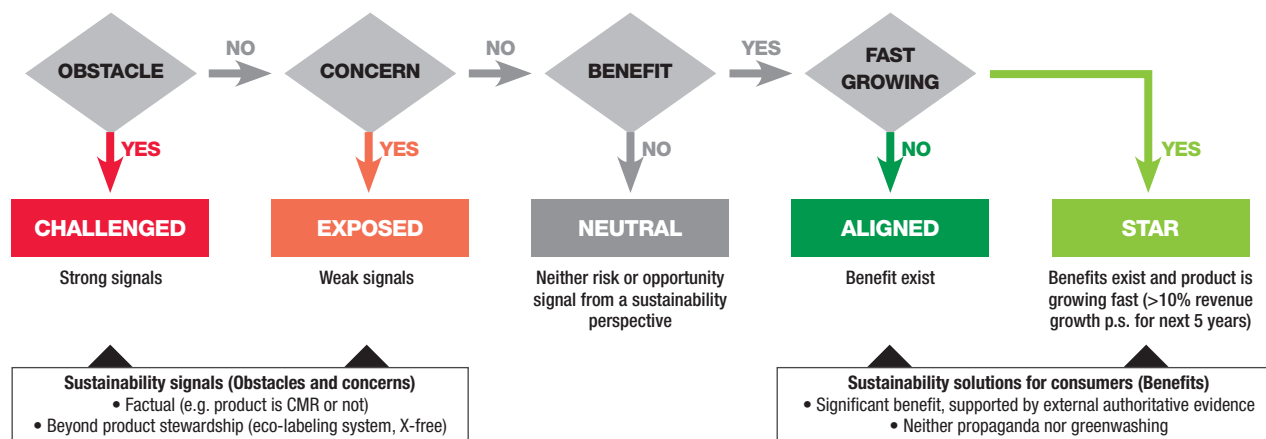 OBSTACLE
NO
CONCERN
NO
BENEFIT
YES
FAST
GROWING
YES
YES
NO
NO
YES
CHALLENGED
EXPOSED
NEUTRAL
ALIGNED
STAR
Strong signals
Weak signals
Neither risk or opportunity
signal from a sustainability
perspective
Benefit exist
Benefits exist and product is
growing fast (>10% revenue
growth p.s. for next 5 years)
Sustainability signals (Obstacles and concerns)
• Factual (e.g. product is CMR or not)
• Beyond product stewardship (eco-labeling system, X-free)
Sustainability solutions for consumers (Benefits)
• Significant benefit, supported by external authoritative evidence
• Neither propaganda nor greenwashing